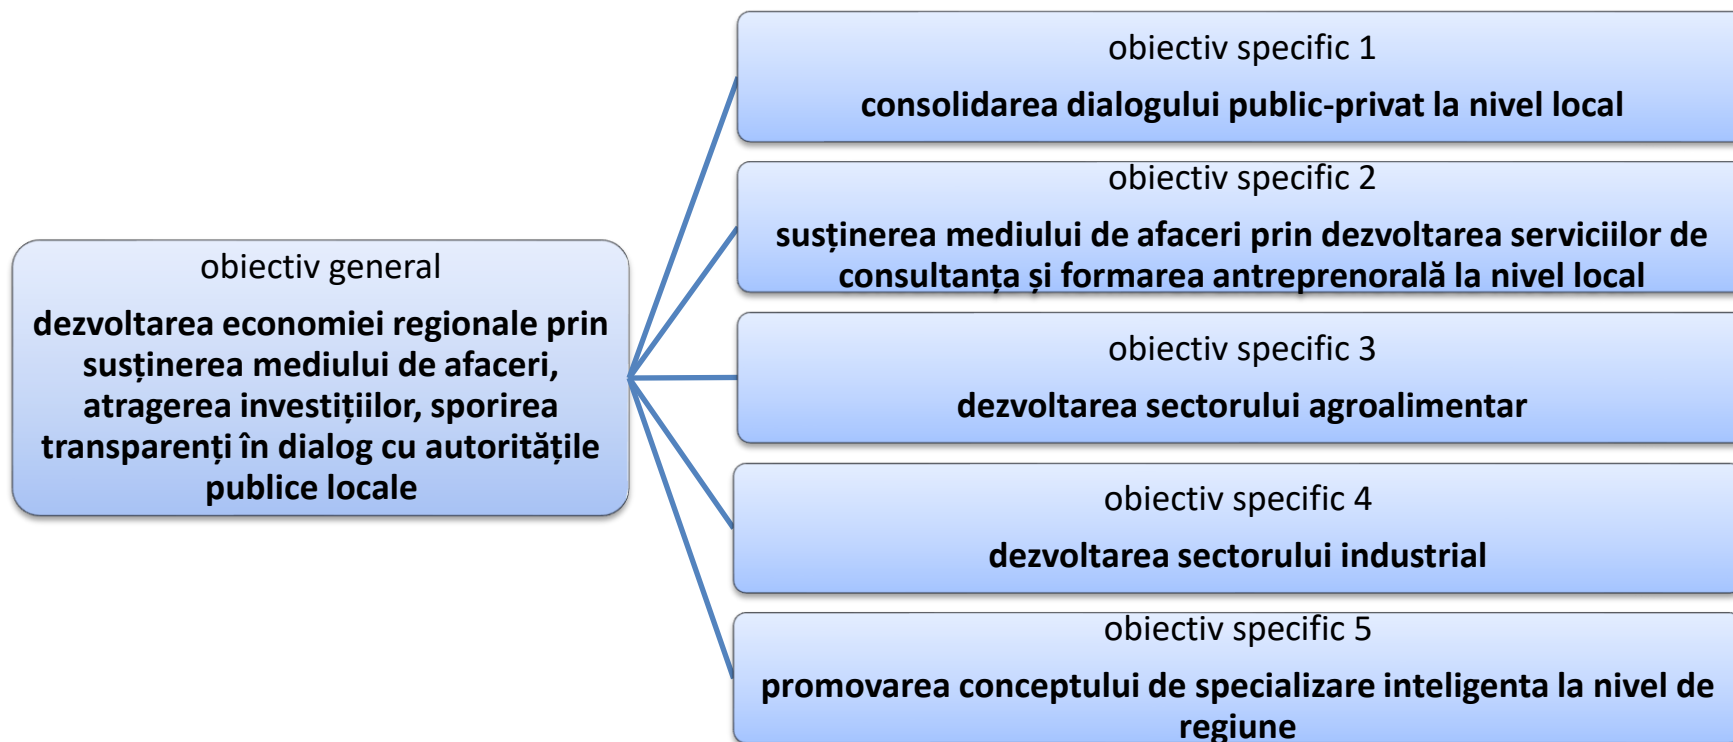 obiectiv general
dezvoltarea economiei regionale prin
susținerea mediului de afaceri,
atragerea investițiilor, sporirea
transparenți în dialog cu autoritățile
publice locale
obiectiv specific 1
consolidarea dialogului public-privat la nivel local
obiectiv specific 2
susținerea mediului de afaceri prin dezvoltarea serviciilor de
consultanța și formarea antreprenorală la nivel local
obiectiv specific 3
dezvoltarea sectorului agroalimentar
obiectiv specific 4
dezvoltarea sectorului industrial
obiectiv specific 5
promovarea conceptului de specializare inteligenta la nivel de
regiune